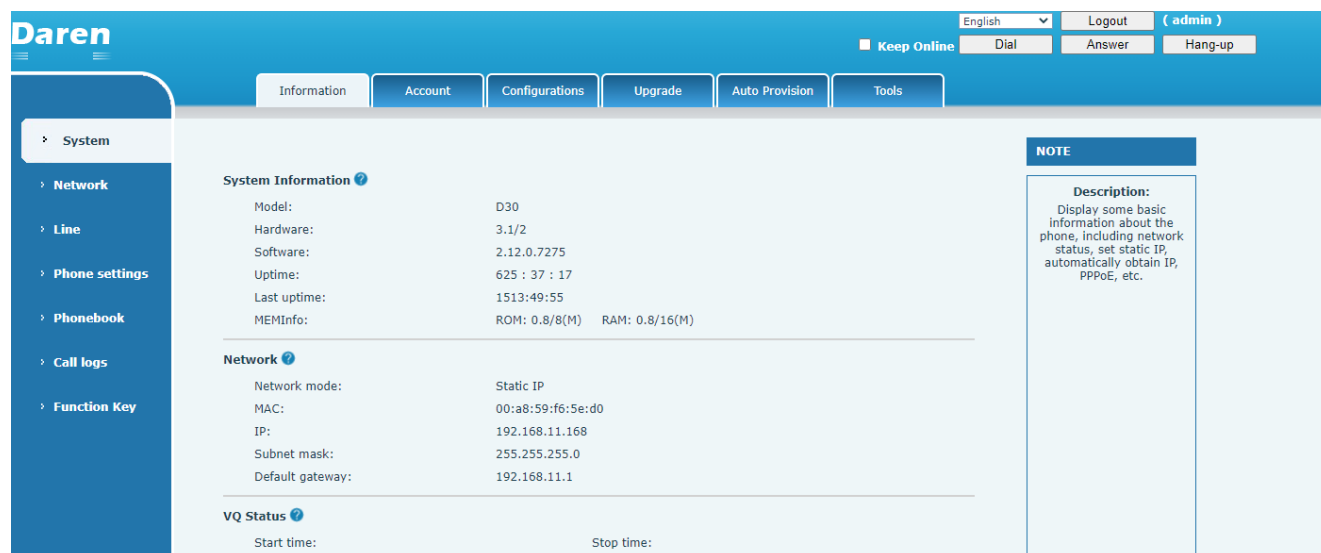 Daren
English Logout ( admin )
Keep Online Dial Answer Hang-up
Information Account Configurations Upgrade Auto Provision Tools
System
Network
Line
Phone settings
Phonebook
Call logs
Function Key
System Information ?
Model: D30
Hardware: 3.1/2
Software: 2.12.0.7275
Uptime: 625 : 37 : 17
Last uptime: 1513:49:55
MEMInfo: ROM: 0.8/8(M) RAM: 0.8/16(M)
Network ?
Network mode: Static IP
MAC: 00:a8:59:f6:5e:d0
IP: 192.168.11.168
Subnet mask: 255.255.255.0
Default gateway: 192.168.11.1
VQ Status ?
Start time: Stop time:
NOTE
Description:
Display some basic
information about the
phone, including network
status, set static IP,
automatically obtain IP,
PPPoE, etc.